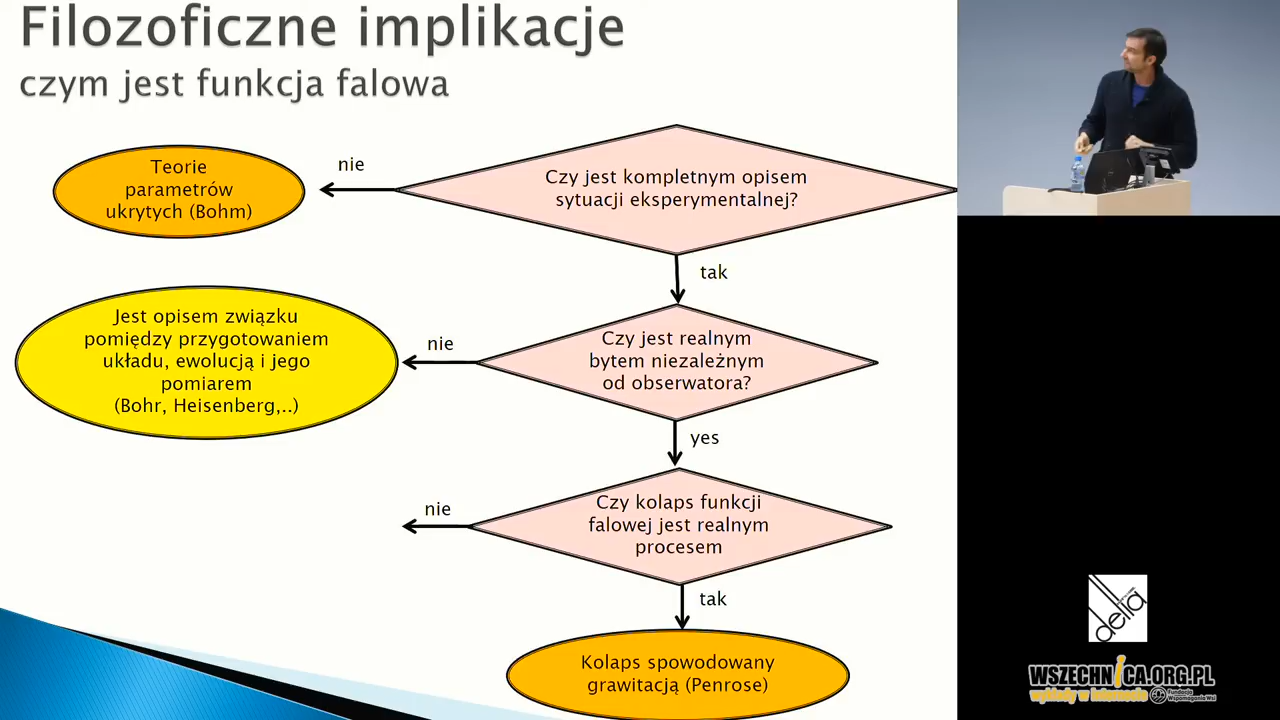 Filozoficzne implikacje
czym jest funkcja falowa
Teorie
parametrów
ukrytych (Bohm)
nie
Czy jest kompletnym opisem
sytuacji eksperymentalnej?
tak
Jest opisem związku
pomiędzy przygotowaniem
układu, ewolucją i jego
pomiarem
(Bohr, Heisenberg,..)
nie
Czy jest realnym
bytem niezależnym
od obserwatora?
yes
nie
Czy kolaps funkcji
falowej jest realnym
procesem
tak
Kolaps spowodowany
grawitacją (Penrose)
delta
WSZECHNICA.ORG.PL
wykłady w internecie
Fundacja
Wspomagania Wsi